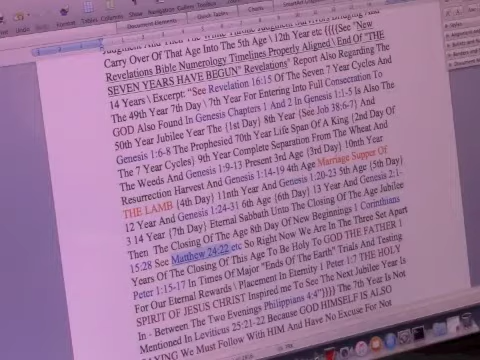 Document Elements
Quick Tables
Charts
Carry Over Of That Age Into The 5th Age \ 12th Year etc ((((See "New
Revelations Bible Numerology Timelines Properly Aligned \ End Of "THE
SEVEN YEARS HAVE BEGUN" Revelations" Report Also Regarding The
14 Years \ Excerpt: "See Revelation 16:15 Of The Seven 7 Year Cycles And
The 49th Year 7th Day \ 7th Year For Entering Into Full Consecration To
GOD Also Found In Genesis Chapters 1 and 2 In Genesis 1:1-5 Is Also The
50th Year Jubilee Year The {1st Day} 8th Year {See Job 38:6-7} And
Genesis 1:6-8 The Prophesied 70th Year Life Span Of A King {2nd Day Of
The 7 Year Cycles} 9th Year Complete Separation From The Wheat And
The Weeds And Genesis 1:9-13 Present 3rd Age {3rd Day} 10nth Year
Resurrection Harvest And Genesis 1:14-19 4th Age Marriage Supper Of
THE LAMB {4th Day} 11nth Year And Genesis 1:20-23 5th Age {5th Day}
12 Year And Genesis 1:24-31 6th Age {6th Day} 13 Year And Genesis 2:1-
3 14 Year {7th Day} Eternal Sabbath Unto The Closing Of The Age Jubilee
Then The Closing Of The Age 8th Day Of New Beginnings 1 Corinthians
15:28 See Matthew 24:22 etc So Right Now We Are In The Three Set Apart
Years Of The Closing Of This Age To Be Holy To GOD THE FATHER 1
Peter 1:15-17 In Times Of Major "Ends Of The Earth" Trials And Testing
For Our Eternal Rewards \ Placement In Eternity 1 Peter 1:7 THE HOLY
SPIRIT OF JESUS CHRIST Inspired me To See The Next Jubilee Year Is
In - Between The Two Evenings Philippians 4:4")))) The 7th Year Is Not
Mentioned In Leviticus 25:21-22 Because GOD HIMSELF IS ALSO
We Must Follow With HIM And Have No Excuse For Not